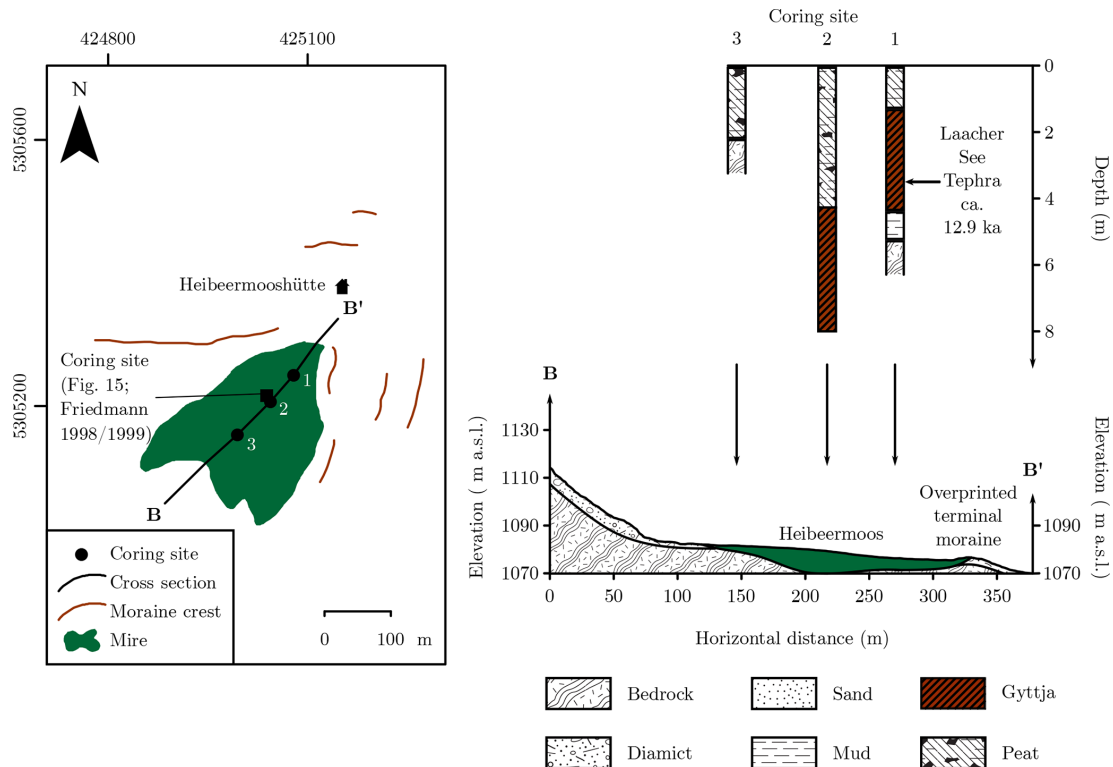 424800
425100
N
5305600
5305200
Heibeermooshütte
B'
Coring site
(Fig. 15;
Friedmann
1998/1999)
1
2
3
B
Coring site
Cross section
Moraine crest
Mire
0
100
m
Coring site
3
2
1
0
2
4
6
8
Depth (m)
Laacher
See
Tephra
ca.
12.9 ka
B
1130
1110
1090
1070
Elevation ( m a.s.l.)
Heibeermoos
Overprinted
terminal
moraine
B'
1090
1070
Elevation ( m a.s.l.)
0
50
100
150
200
250
300
350
Horizontal distance (m)
Bedrock
Sand
Gyttja
Diamict
Mud
Peat